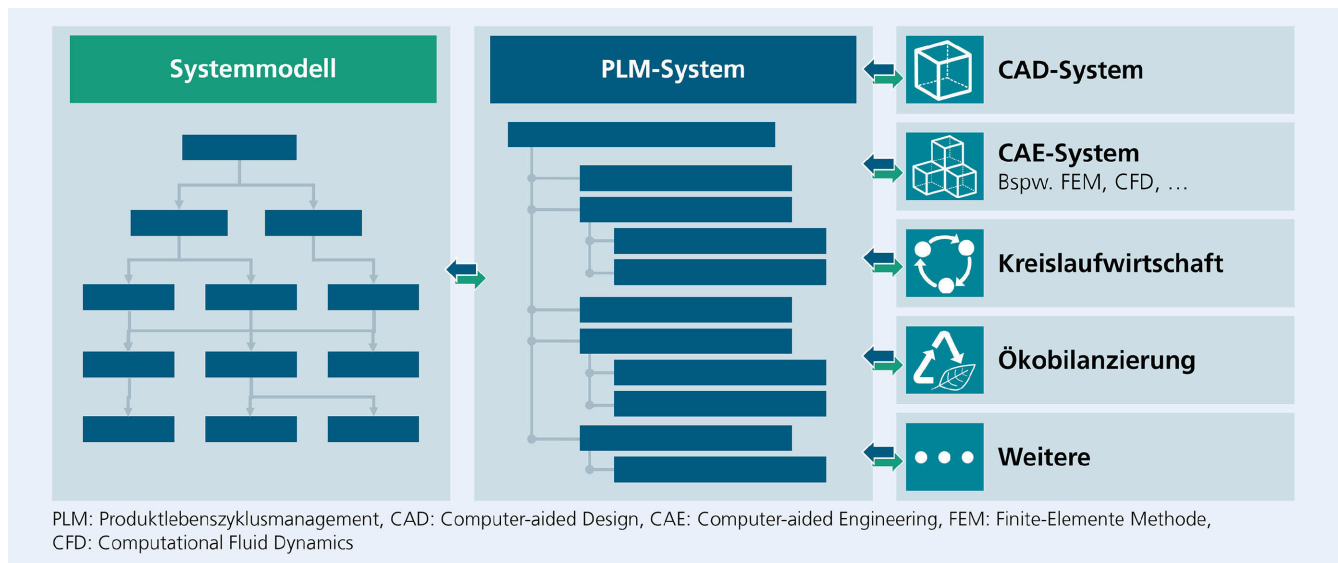 Systemmodell
PLM-System
CAD-System
CAE-System
Bspw. FEM, CFD, ...
Kreislaufwirtschaft
Ökobilanzierung
Weitere
PLM: Produktlebenszyklusmanagement, CAD: Computer-aided Design, CAE: Computer-aided Engineering, FEM: Finite-Elemente Methode,
CFD: Computational Fluid Dynamics